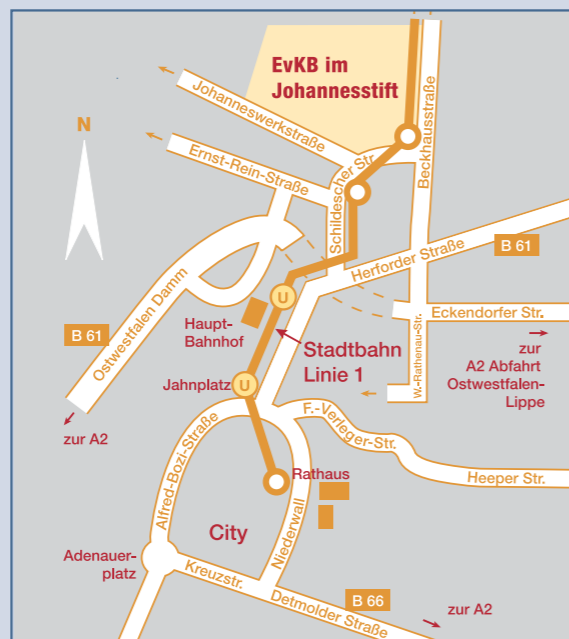 EvKB im
Johannesstift
Johanneswerkstraße
N
Ernst-Rein-Straße
Schildescher Str.
Beckhausstraße
Herforder Straße
B 61
Ostwestfalen Damm
B 61
U
Haupt-
Bahnhof
Eckendorfer Str.
Stadtbahn
Linie 1
W.-Rathenau-Str.
zur
A2 Abfahrt
Ostwestfalen-
Lippe
Jahnplatz
U
zur A2
F.-Verleger-Str.
Alfred-Bozi-Straße
Rathaus
Heeper Str.
City
Niederwall
Adenauer-
platz
Kreuzstr.
Detmolder Straße
B 66
zur A2